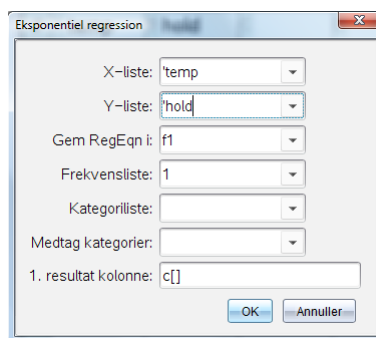 Eksponentiel regression
X-liste: 'temp
Y-liste: 'hold
Gem RegEqn i: f1
Frekvensliste: 1
Kategoriliste:
Medtag kategorier:
1. resultat kolonne: c[]
OK Annuller